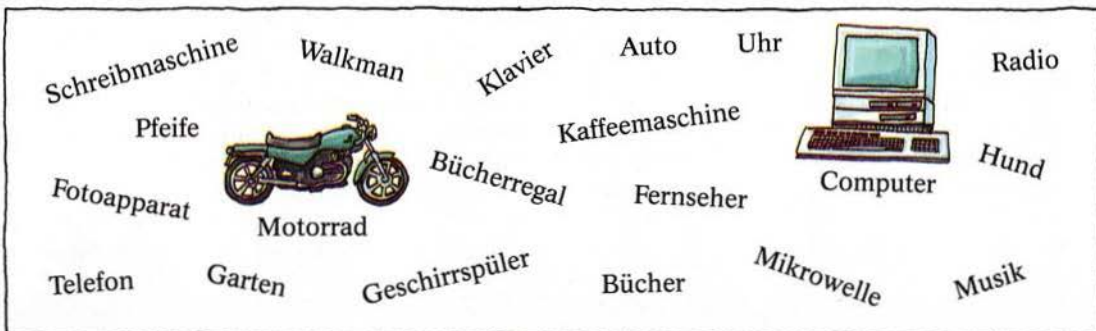 Schreibmaschine
Walkman
Klavier
Auto
Uhr
Radio
Pfeife
Kaffeemaschine
Hund
Fotoapparat
Motorrad
Bücherregal
Fernseher
Computer
Telefon
Garten
Geschirrspüler
Bücher
Mikrowelle
Musik